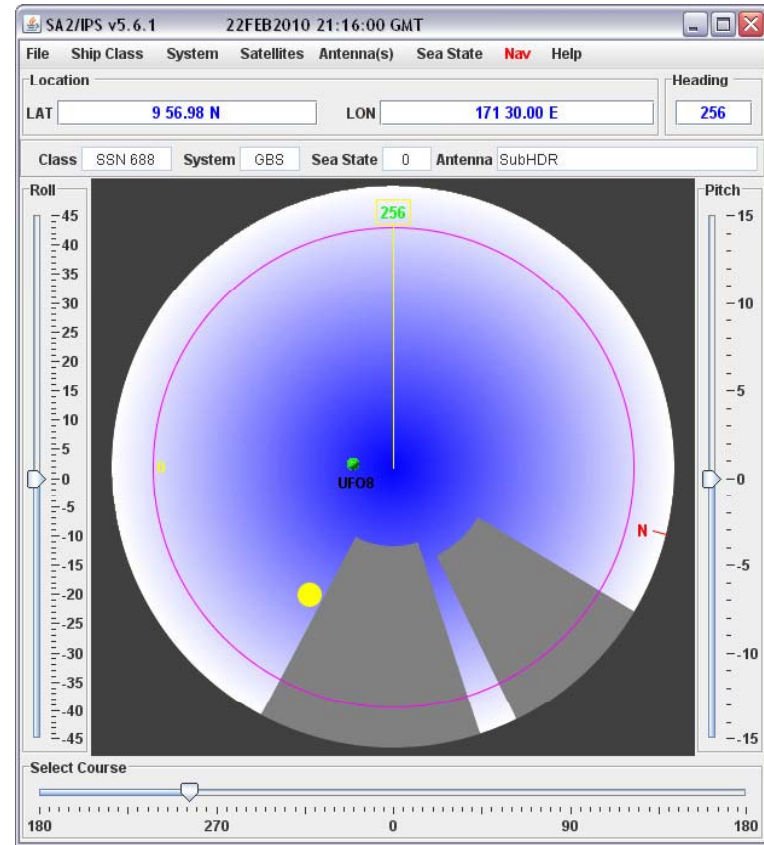 SA2/IPS v5.6.1 22FEB2010 21:16:00 GMT
File Ship Class System Satellites Antenna(s) Sea State Nav Help
Location Heading
LAT 9 56.98 N LON 171 30.00 E 256
Class SSN 688 System GBS Sea State 0 Antenna SubHDR
Roll Pitch
256
45 15
40
35
30 10
25
20
15 5
10
5
0 0 0
UFO8
-5
-10 N
-15 -5
-20
-25
-30 -10
-35
-40
-45 -15
Select Course
180 270 0 90 180